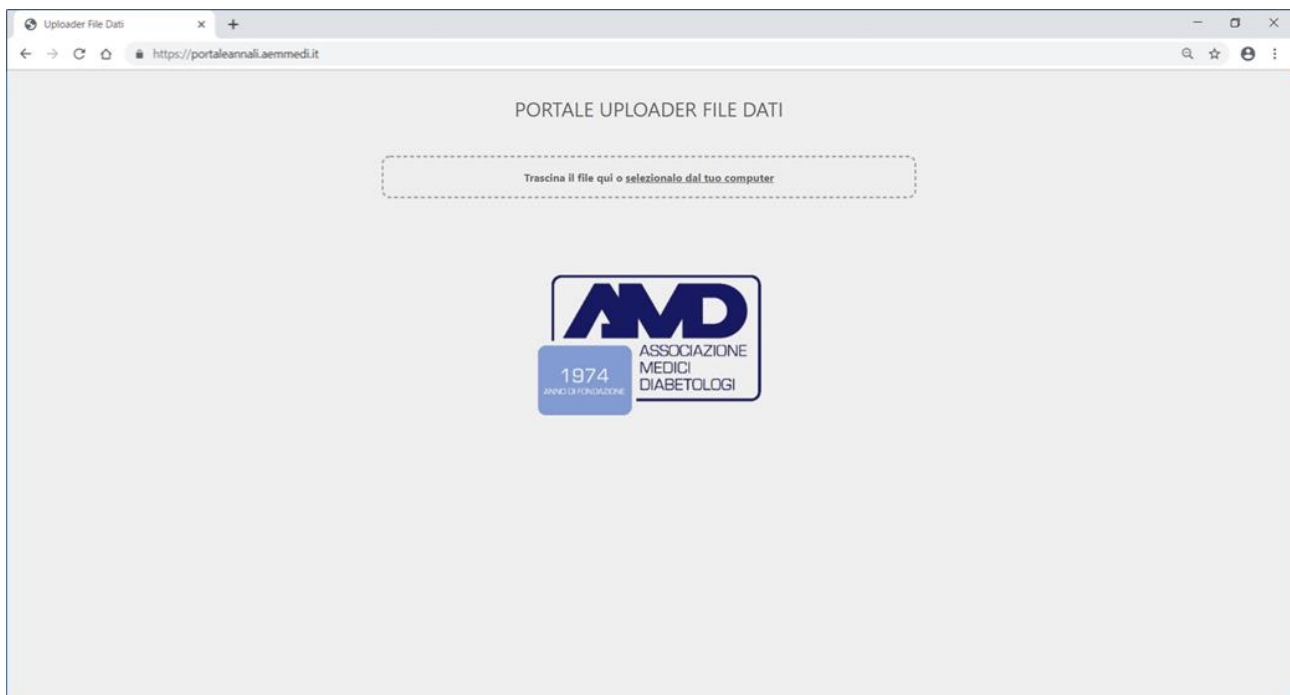 Uploader File Dati
https://portaleannali.aemmedi.it
PORTALE UPLOADER FILE DATI
Trascina il file qui o selezionalo dal tuo computer
AMD
ASSOCIAZIONE
MEDICI
DIABETOLOGI
1974
ANNO DI FONDAZIONE